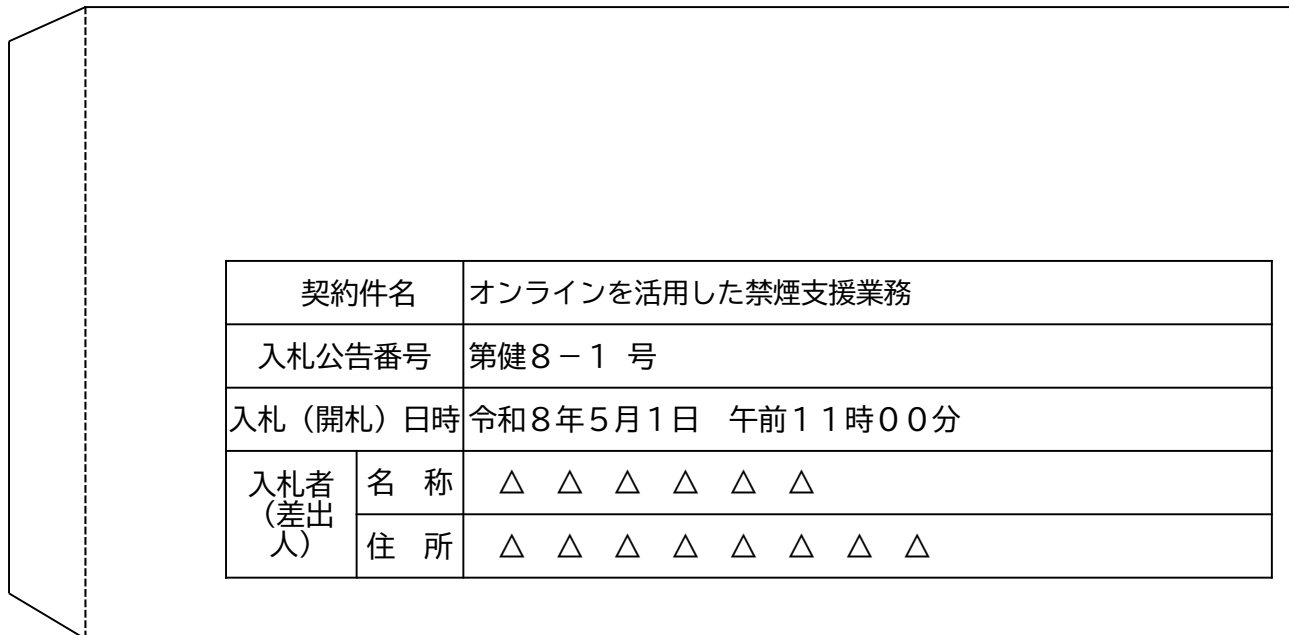 契約件名 オンラインを活用した禁煙支援業務
入札公告番号 第健８－１ 号
入札（開札）日時 令和８年５月１日　午前１１時００分
入札者
（差出
人）
名　称 △　△　△　△　△　△
住　所 △　△　△　△　△　△　△　△